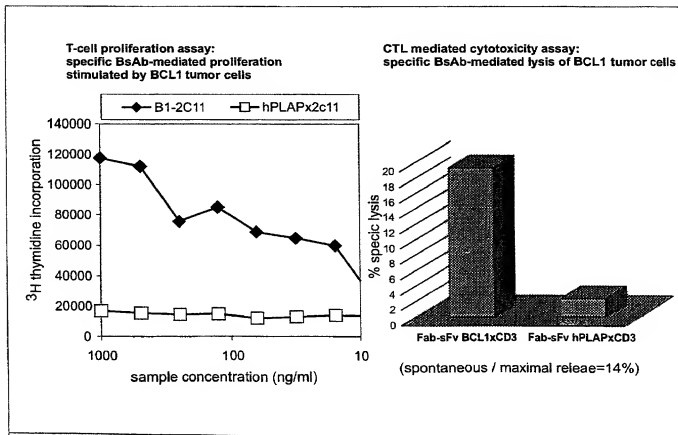 T-cell proliferation assay:
specific BsAb-mediated proliferation
stimulated by BCL1 tumor cells
B1-2C11
hPLAPx2c11
140000
120000
100000
80000
60000
40000
20000
0
3H thymidine incorporation
1000
100
10
sample concentration (ng/ml)
CTL mediated cytotoxicity assay:
specific BsAb-mediated lysis of BCL1 tumor cells
20
18
16
14
12
10
8
6
4
2
0
% specic lysis
Fab-sFv BCL1xCD3
Fab-sFv hPLAPxCD3
(spontaneous / maximal releae=14%)